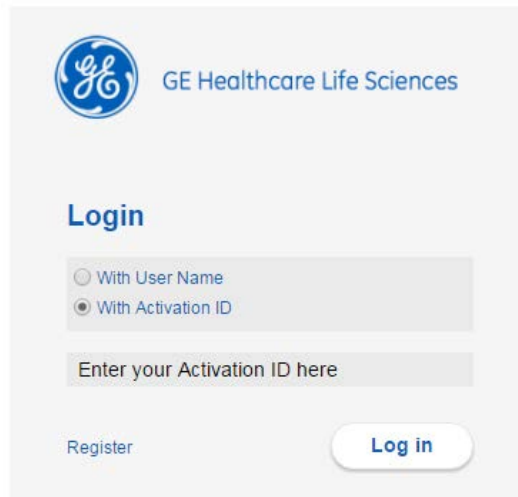 GE Healthcare Life Sciences
Login
With User Name
With Activation ID
Enter your Activation ID here
Register
Log in